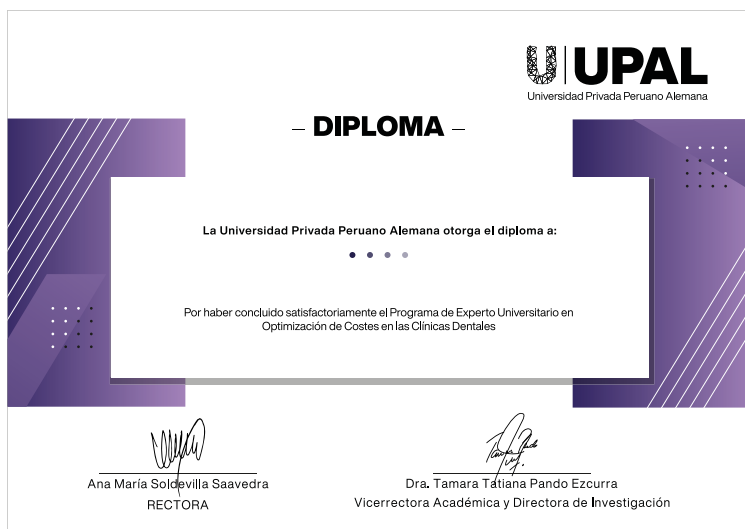 UPAL
Universidad Privada Peruano Alemana
– DIPLOMA –
La Universidad Privada Peruano Alemana otorga el diploma a:
Por haber concluido satisfactoriamente el Programa de Experto Universitario en
Optimización de Costes en las Clínicas Dentales
Ana María Soldevilla Saavedra
RECTORA
Dra. Tamara Tatiana Pando Ezcurra
Vicerrectora Académica y Directora de Investigación